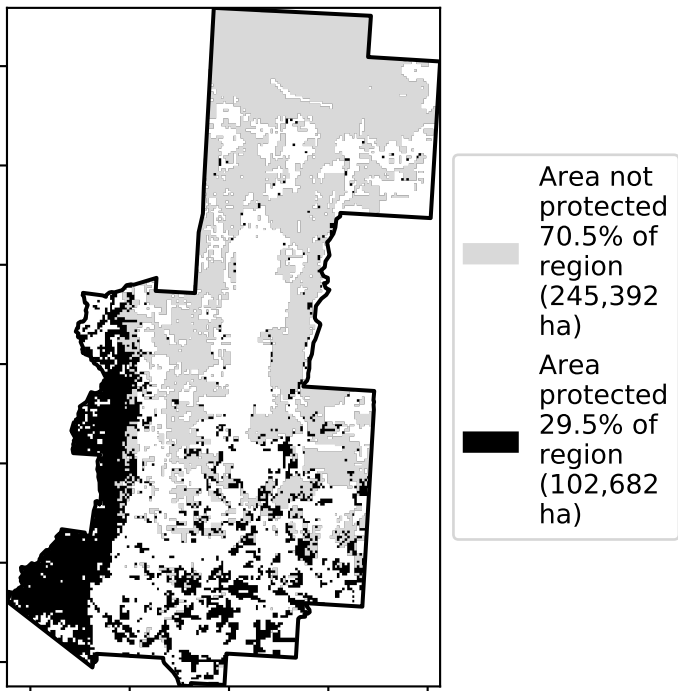 Area not
protected
70.5% of
region
(245,392
ha)
Area
protected
29.5% of
region
(102,682
ha)